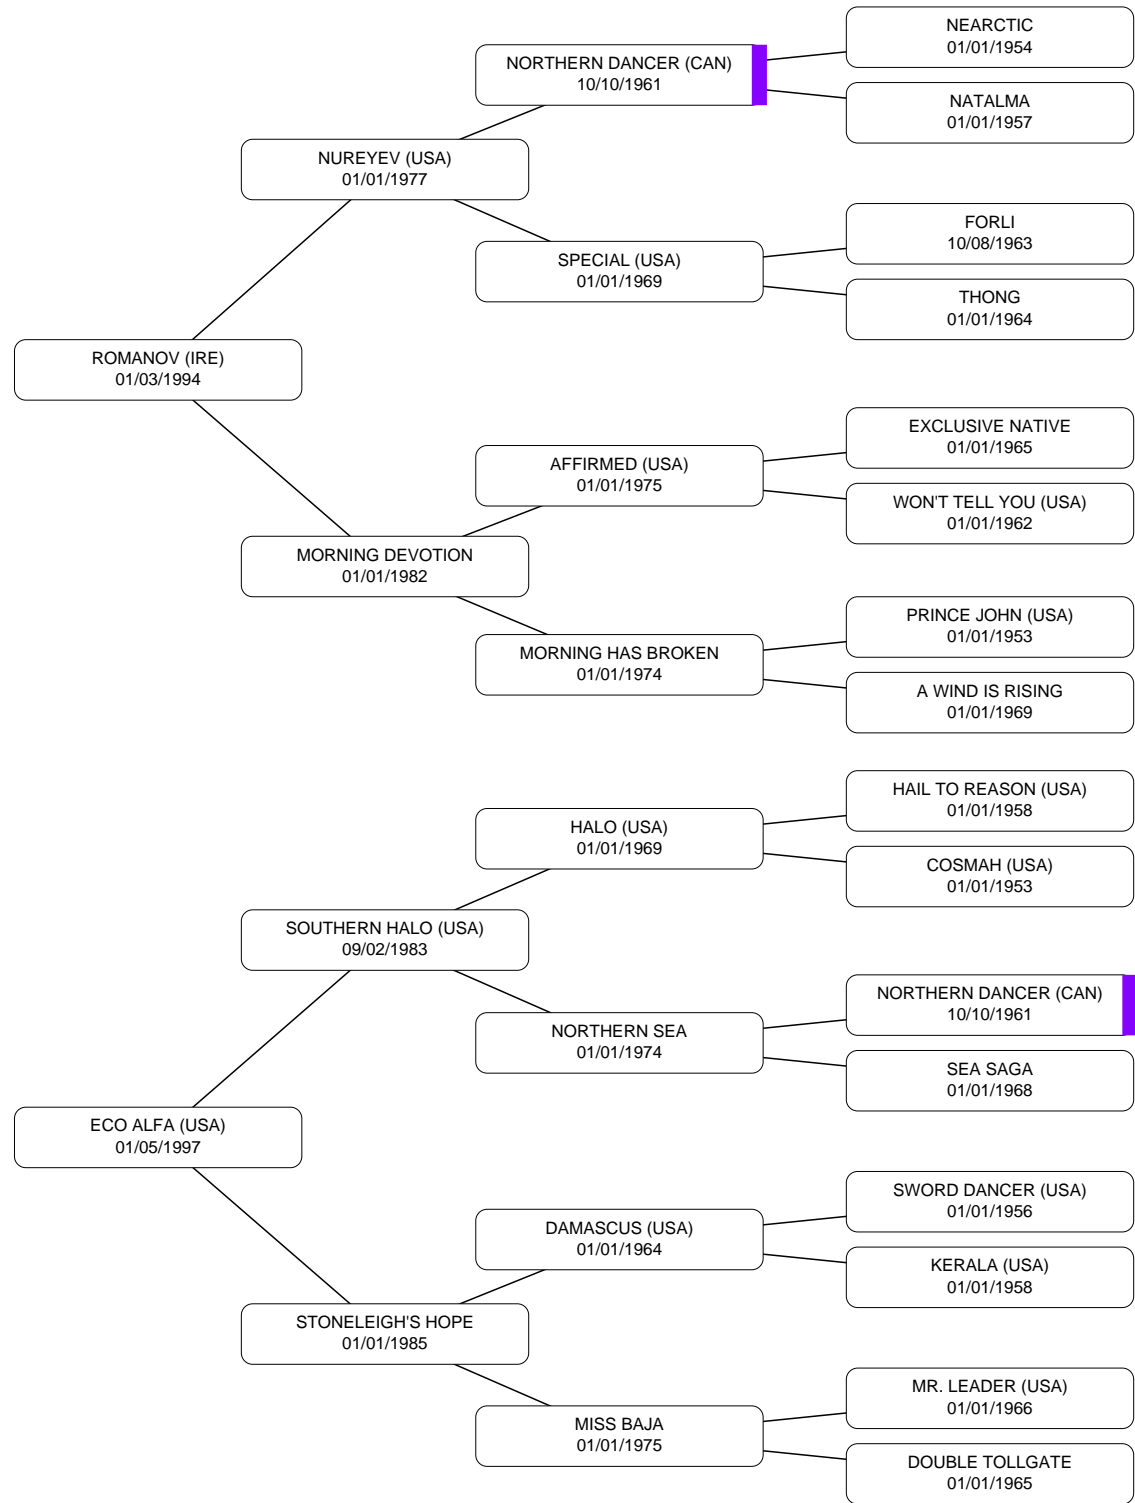 NEARCTIC
01/01/1954
NORTHERN DANCER (CAN)
10/10/1961
NATALMA
01/01/1957
NUREYEV (USA)
01/01/1977
FORLI
10/08/1963
SPECIAL (USA)
01/01/1969
THONG
01/01/1964
ROMANOV (IRE)
01/03/1994
EXCLUSIVE NATIVE
01/01/1965
AFFIRMED (USA)
01/01/1975
WON'T TELL YOU (USA)
01/01/1962
MORNING DEVOTION
01/01/1982
PRINCE JOHN (USA)
01/01/1953
MORNING HAS BROKEN
01/01/1974
A WIND IS RISING
01/01/1969
HAIL TO REASON (USA)
01/01/1958
HALO (USA)
01/01/1969
COSMAH (USA)
01/01/1953
SOUTHERN HALO (USA)
09/02/1983
NORTHERN DANCER (CAN)
10/10/1961
NORTHERN SEA
01/01/1974
SEA SAGA
01/01/1968
ECO ALFA (USA)
01/05/1997
SWORD DANCER (USA)
01/01/1956
DAMASCUS (USA)
01/01/1964
KERALA (USA)
01/01/1958
STONELEIGH'S HOPE
01/01/1985
MR. LEADER (USA)
01/01/1966
MISS BAJA
01/01/1975
DOUBLE TOLLGATE
01/01/1965